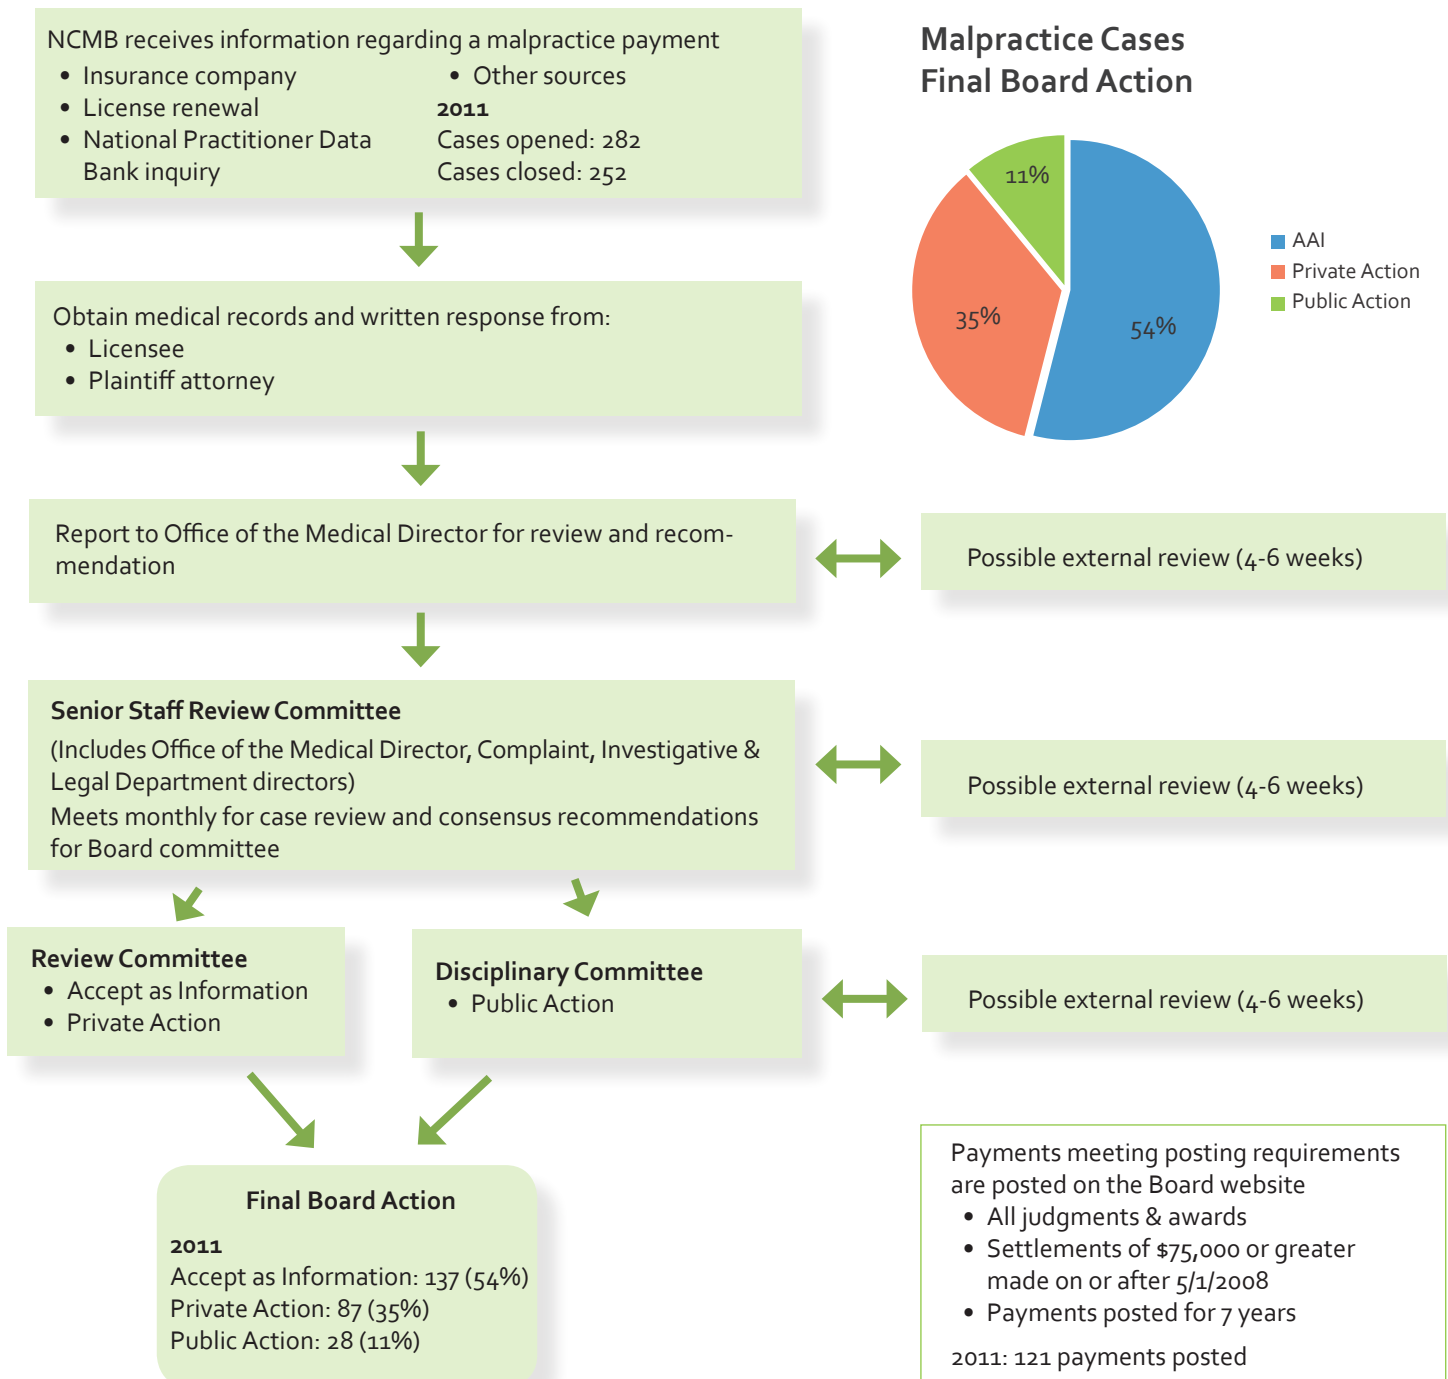 NCMB receives information regarding a malpractice payment
• Insurance company
• License renewal
• National Practitioner Data
Bank inquiry
• Other sources
2011
Cases opened: 282
Cases closed: 252
Malpractice Cases
Final Board Action
11%
35%
54%
AAI
Private Action
Public Action
Obtain medical records and written response from:
• Licensee
• Plaintiff attorney
Report to Office of the Medical Director for review and recom-
mendation
Possible external review (4-6 weeks)
Senior Staff Review Committee
(Includes Office of the Medical Director, Complaint, Investigative &
Legal Department directors)
Meets monthly for case review and consensus recommendations
for Board committee
Possible external review (4-6 weeks)
Review Committee
• Accept as Information
• Private Action
Disciplinary Committee
• Public Action
Possible external review (4-6 weeks)
Final Board Action
2011
Accept as Information: 137 (54%)
Private Action: 87 (35%)
Public Action: 28 (11%)
Payments meeting posting requirements
are posted on the Board website
• All judgments & awards
• Settlements of $75,000 or greater
made on or after 5/1/2008
• Payments posted for 7 years
2011: 121 payments posted